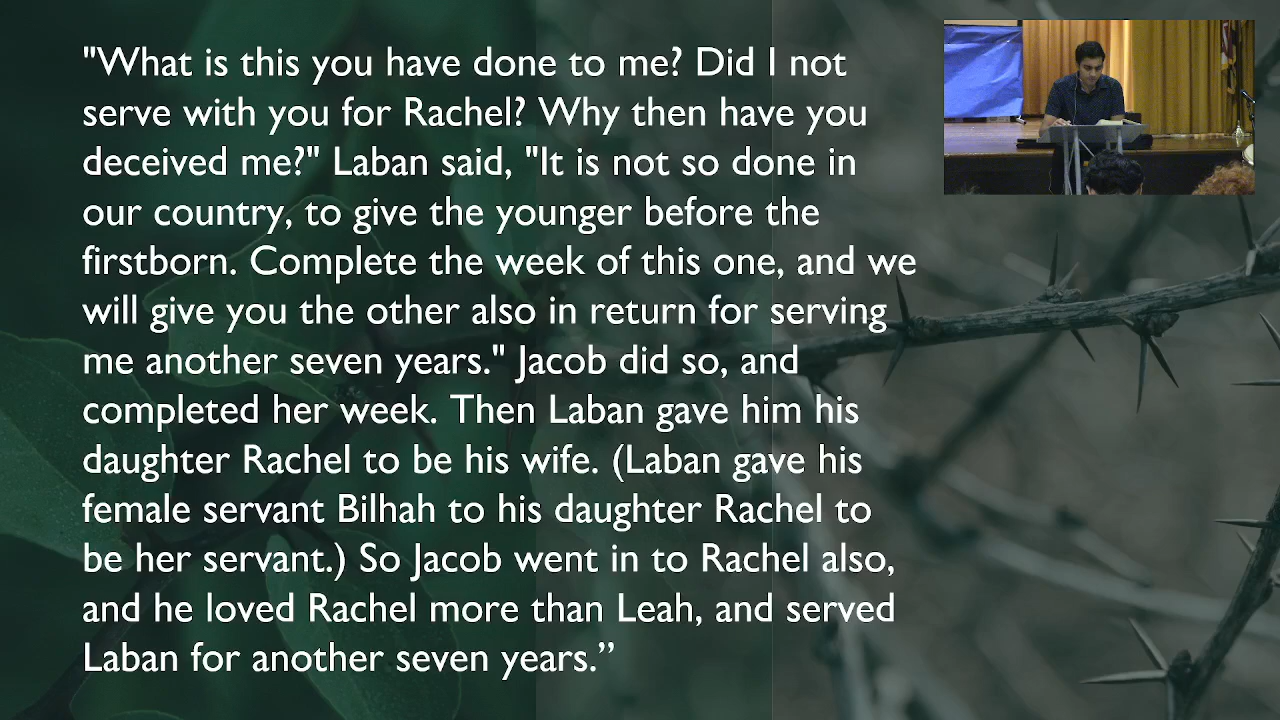 "What is this you have done to me? Did I not
serve with you for Rachel? Why then have you
deceived me?" Laban said, "It is not so done in
our country, to give the younger before the
firstborn. Complete the week of this one, and we
will give you the other also in return for serving
me another seven years." Jacob did so, and
completed her week. Then Laban gave him his
daughter Rachel to be his wife. (Laban gave his
female servant Bilhah to his daughter Rachel to
be her servant.) So Jacob went in to Rachel also,
and he loved Rachel more than Leah, and served
Laban for another seven years.”